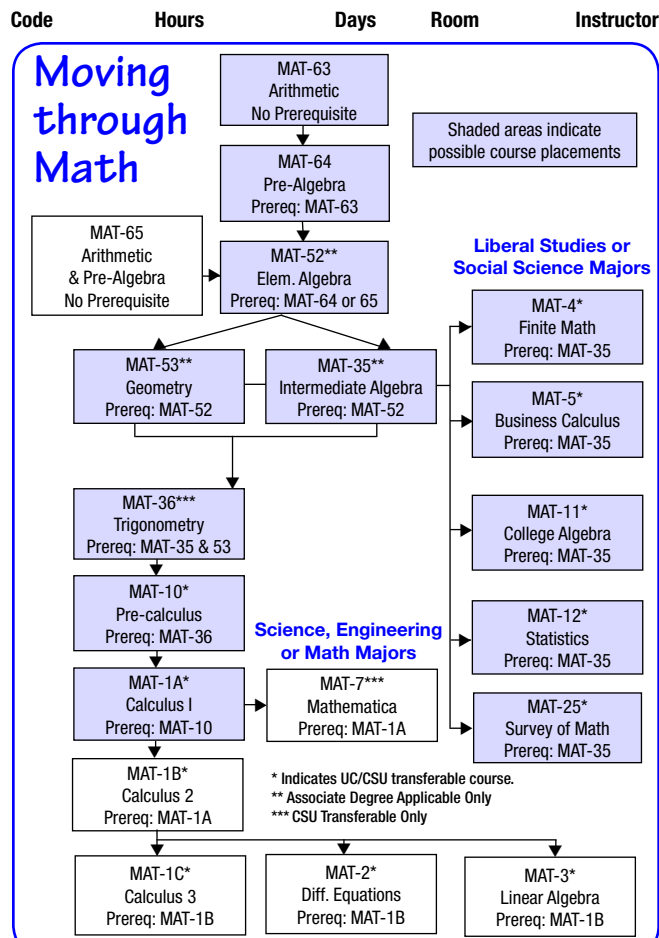 Code Hours Days Room Instructor
Moving
through
Math
MAT-63
Arithmetic
No Prerequisite
Shaded areas indicate
possible course placements
MAT-64
Pre-Algebra
Prereq: MAT-63
MAT-65
Arithmetic
& Pre-Algebra
No Prerequisite
MAT-52**
Elem. Algebra
Prereq: MAT-64 or 65
Liberal Studies or
Social Science Majors
MAT-4*
Finite Math
Prereq: MAT-35
MAT-53**
Geometry
Prereq: MAT-52
MAT-35**
Intermediate Algebra
Prereq: MAT-52
MAT-5*
Business Calculus
Prereq: MAT-35
MAT-36***
Trigonometry
Prereq: MAT-35 & 53
MAT-11*
College Algebra
Prereq: MAT-35
MAT-10*
Pre-calculus
Prereq: MAT-36
Science, Engineering
or Math Majors
MAT-12*
Statistics
Prereq: MAT-35
MAT-1A*
Calculus I
Prereq: MAT-10
MAT-7***
Mathematica
Prereq: MAT-1A
MAT-25*
Survey of Math
Prereq: MAT-35
MAT-1B*
Calculus 2
Prereq: MAT-1A
* Indicates UC/CSU transferable course.
** Associate Degree Applicable Only
*** CSU Transferable Only
MAT-1C*
Calculus 3
Prereq: MAT-1B
MAT-2*
Diff. Equations
Prereq: MAT-1B
MAT-3*
Linear Algebra
Prereq: MAT-1B